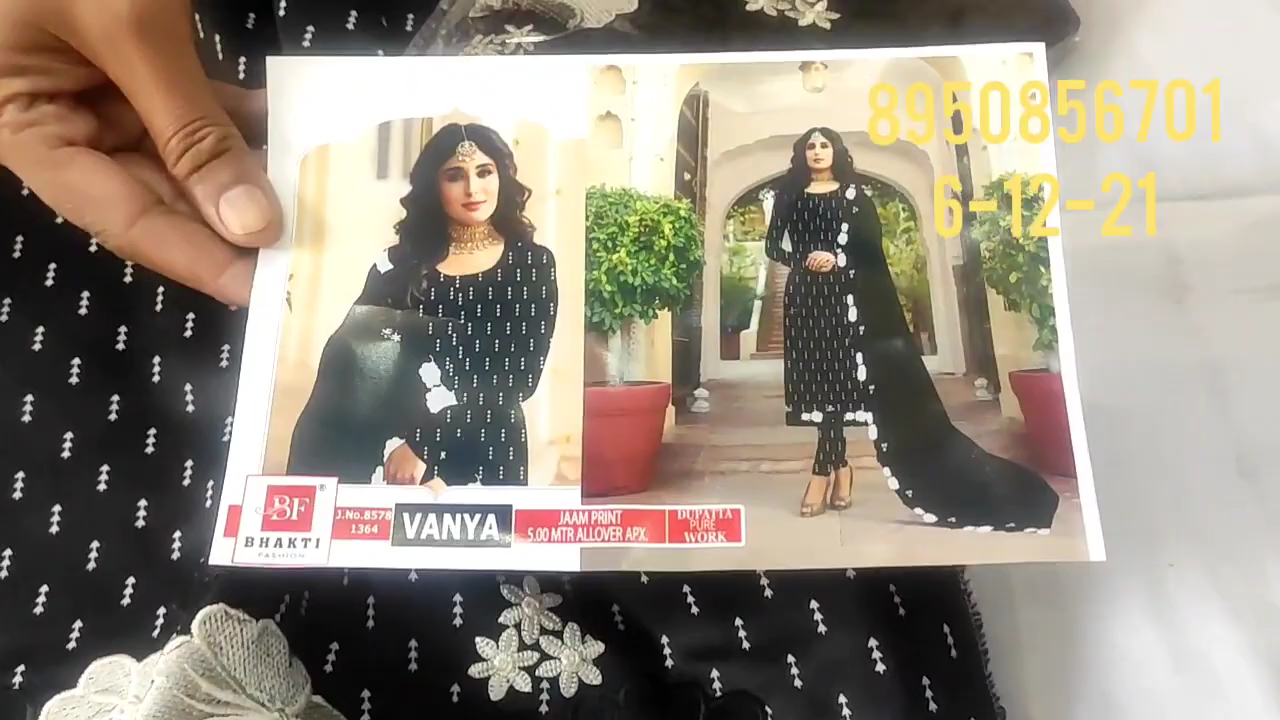 8950856701
6-12-21
BF®
BHAKTI
FASHION
J.No.8578
1364
VANYA
JAAM PRINT
5.00 MTR ALLOVER APX.
DUPATTA
PURE
WORK